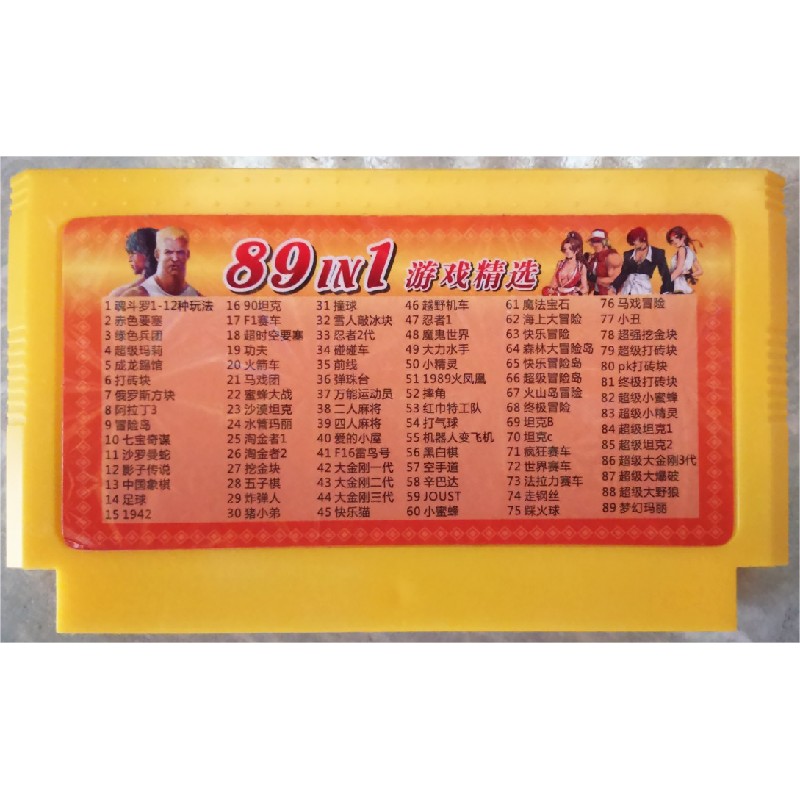 89 IN 1 游戏精选
1 魂斗罗1-12种玩法
2 赤色要塞
3 绿色兵团
4 超级玛莉
5 成龙踢馆
6 打砖块
7 俄罗斯方块
8 阿拉丁3
9 冒险岛
10 七宝奇谋
11 沙罗曼蛇
12 影子传说
13 中国象棋
14 足球
15 1942
16 90坦克
17 F1赛车
18 超时空要塞
19 功夫
20 火箭车
21 马戏团
22 蜜蜂大战
23 沙漠坦克
24 水管玛丽
25 淘金者1
26 淘金者2
27 挖金块
28 五子棋
29 炸弹人
30 猪小弟
31 撞球
32 雪人敲冰块
33 忍者2代
34 碰碰车
35 前线
36 弹珠台
37 万能运动员
38 二人麻将
39 四人麻将
40 爱的小屋
41 F16雷鸟号
42 大金刚一代
43 大金刚二代
44 大金刚三代
45 快乐猫
46 越野机车
47 忍者1
48 魔鬼世界
49 大力水手
50 小精灵
51 1989火凤凰
52 摔角
53 红巾特工队
54 打气球
55 机器人变飞机
56 黑白棋
57 空手道
58 辛巴达
59 JOUST
60 小蜜蜂
61 魔法宝石
62 海上大冒险
63 快乐冒险
64 森林大冒险岛
65 快乐冒险岛
66 超级冒险岛
67 火山岛冒险
68 终极冒险
69 坦克B
70 坦克c
71 疯狂赛车
72 世界赛车
73 法拉力赛车
74 走钢丝
75 踩火球
76 马戏冒险
77 小丑
78 超强挖金块
79 超级打砖块
80 pk打砖块
81 终极打砖块
82 超级小蜜蜂
83 超级小精灵
84 超级坦克1
85 超级坦克2
86 超级大金刚3代
87 超级大爆破
88 超级大野狼
89 梦幻玛丽